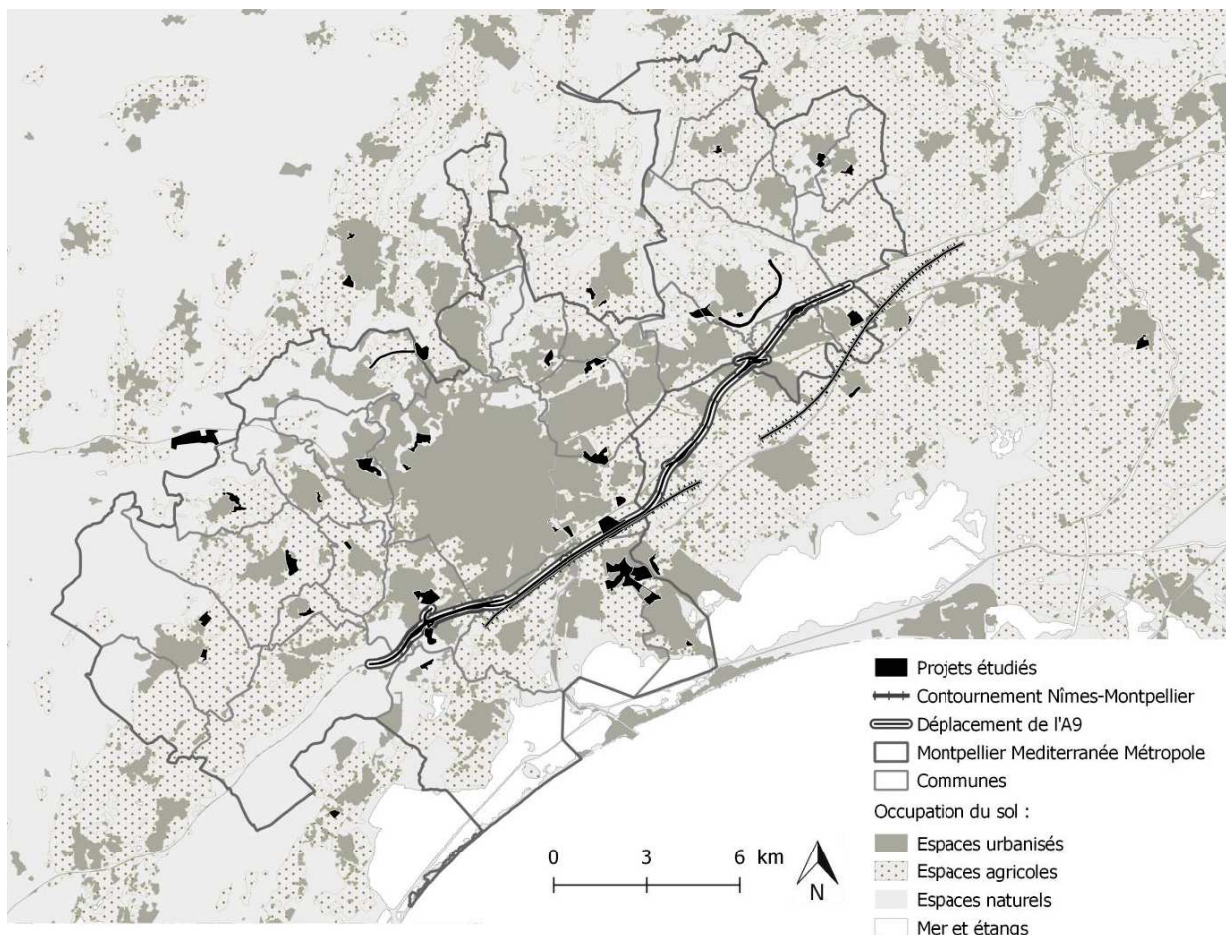 Projets étudiés
Contournement Nîmes-Montpellier
Déplacement de l'A9
Montpellier Mediterranée Métropole
Communes
Occupation du sol :
Espaces urbanisés
Espaces agricoles
Espaces naturels
Mer et étangs
0 3 6 km
N